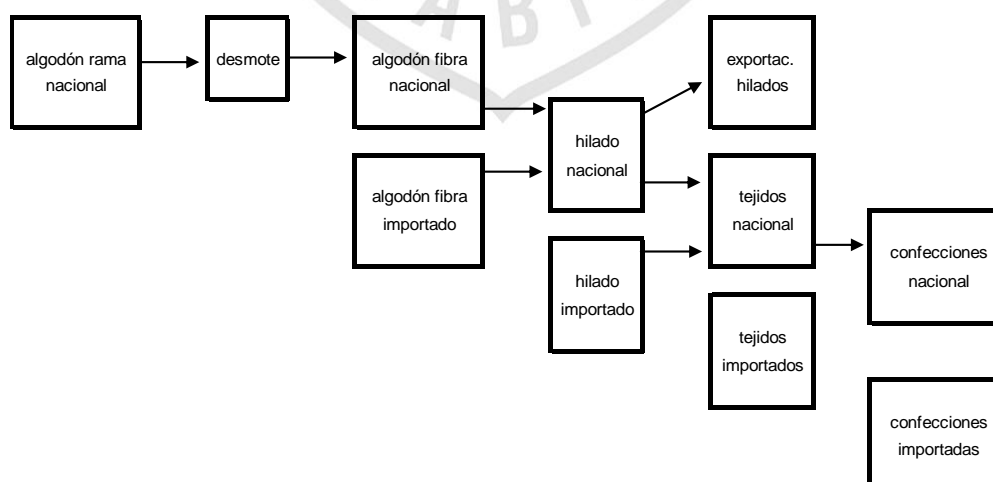 algodón rama
nacional
desmote
algodón fibra
nacional
exportac.
hilados
hilado
nacional
algodón fibra
importado
tejidos
nacional
confecciones
nacional
hilado
importado
tejidos
importados
confecciones
importadas